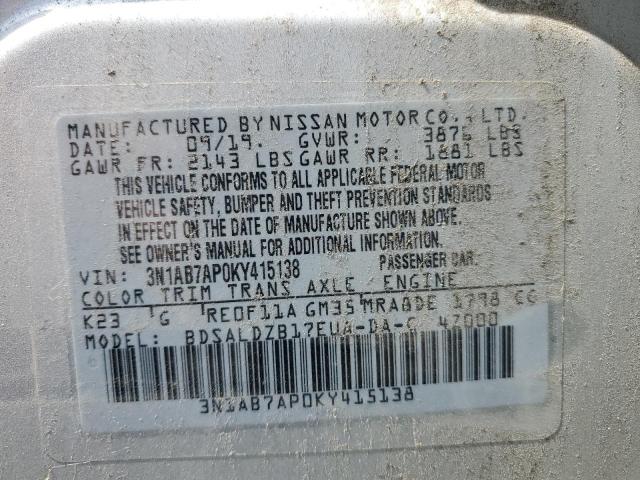 MANUFACTURED BY NISSAN MOTOR CO., LTD.
DATE: 09/19. GVWR: 3876 LBS
GAWR FR: 2143 LBS GAWR RR: 1881 LBS
THIS VEHICLE CONFORMS TO ALL APPLICABLE FEDERAL MOTOR
VEHICLE SAFETY, BUMPER AND THEFT PREVENTION STANDARDS
IN EFFECT ON THE DATE OF MANUFACTURE SHOWN ABOVE.
SEE OWNER'S MANUAL FOR ADDITIONAL INFORMATION.
VIN: 3N1AB7AP0KY415138 PASSENGER CAR.
COLOR TRIM TRANS AXLE ENGINE
K23 G RE0F11A GM35 MRA8DE 1798 CC
MODEL: BDSALDZB17EUA-DA-C 47000
3N1AB7AP0KY415138